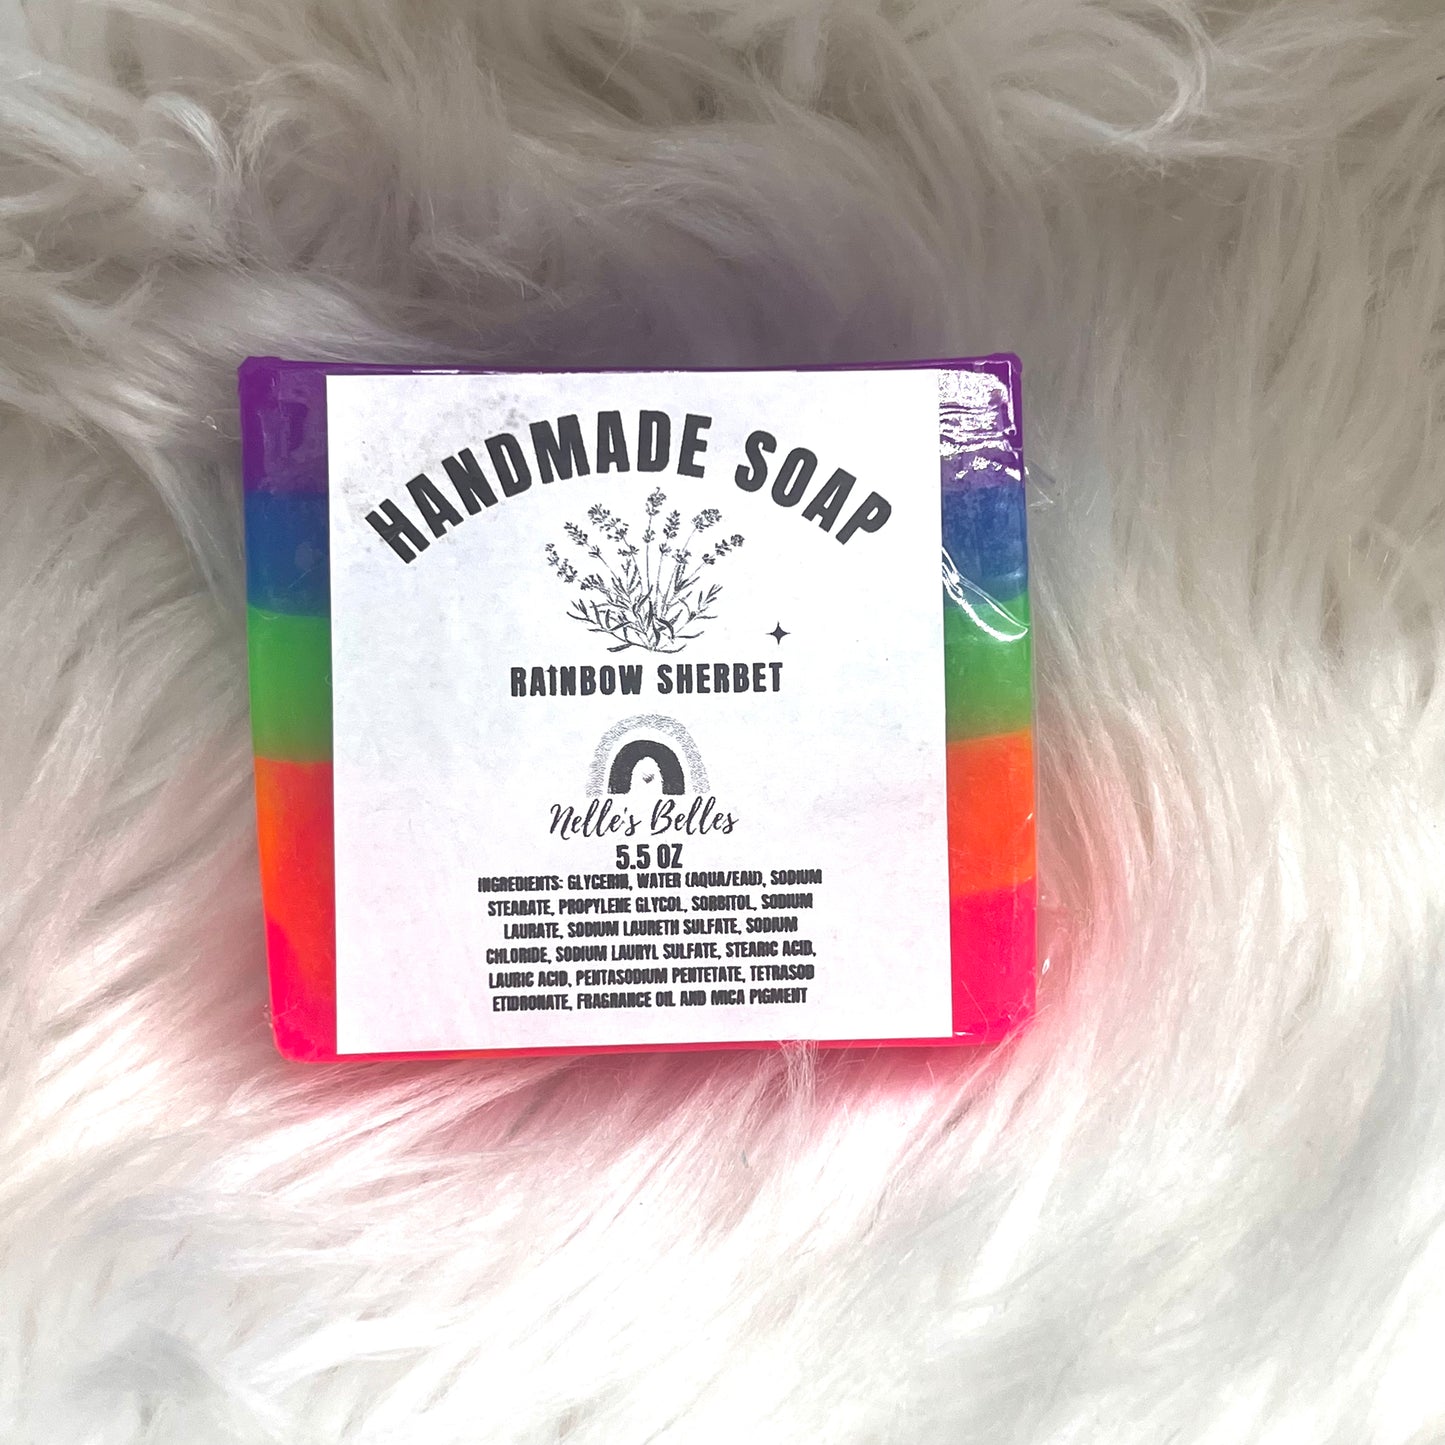 HANDMADE SOAP
RAINBOW SHERBET
Nelle's Belles
5.5 OZ
INGREDIENTS: GLYCERIN, WATER (AQUA/EAU), SODIUM
STEARATE, PROPYLENE GLYCOL, SORBITOL, SODIUM
LAURATE, SODIUM LAURETH SULFATE, SODIUM
CHLORIDE, SODIUM LAURYL SULFATE, STEARIC ACID,
LAURIC ACID, PENTASODIUM PENTETATE, TETRASOD
ETIDRONATE, FRAGRANCE OIL AND MICA PIGMENT